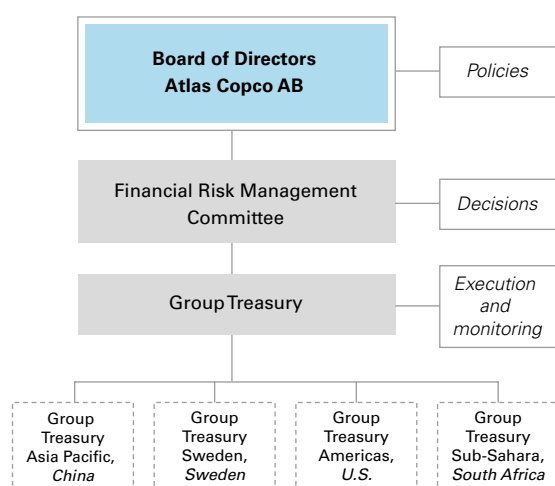 Board of Directors
Atlas Copco AB
Policies
Financial Risk Management
Committee
Decisions
Group Treasury
Execution
and
monitoring
Group
Treasury
Asia Pacific,
China
Group
Treasury
Sweden,
Sweden
Group
Treasury
Americas,
U.S.
Group
Treasury
Sub-Sahara,
South Africa